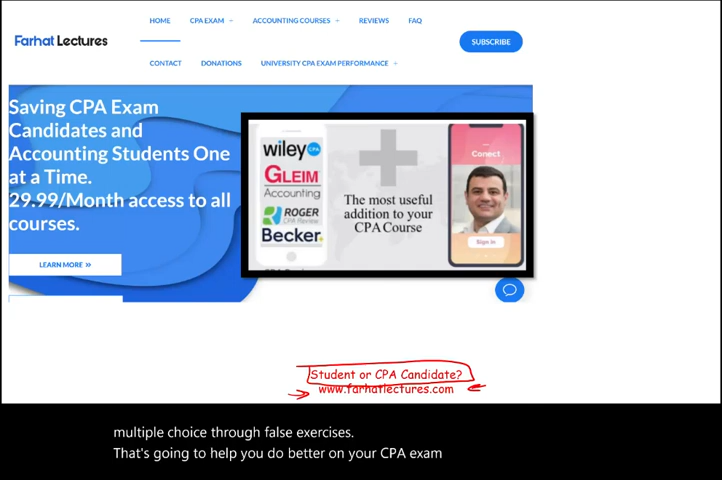 HOME
CPA EXAM
ACCOUNTING COURSES
REVIEWS
FAQ
Farhat Lectures
SUBSCRIBE
CONTACT
DONATIONS
UNIVERSITY CPA EXAM PERFORMANCE
Saving CPA Exam
Candidates and
Accounting Students One
at a Time.
29.99/Month access to all
courses.
LEARN MORE »
wiley CPA
GLEIM
Accounting
ROGER
CPA Review
Becker.
The most useful
addition to your
CPA Course
Conect
Sign In
Student or CPA Candidate?
www.farhatlectures.com
multiple choice through false exercises.
That's going to help you do better on your CPA exam